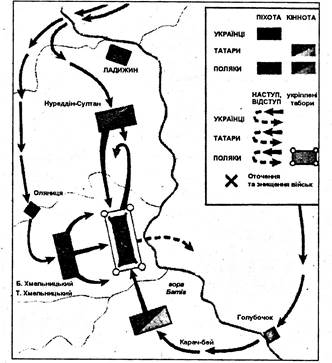 ПІХОТА
КІННОТА
УКРАЇНЦІ
ТАТАРИ
ПОЛЯКИ
НАСТУП,
ВІДСТУП
укріплені
табори
УКРАЇНЦІ
ТАТАРИ
ПОЛЯКИ
Оточення
та знищення військ
ЛАДИЖИН
Нуреддін-Султан
Оляниця
Б. Хмельницький
Т. Хмельницький
гора
Батіг
Карач-бей
Голубочок